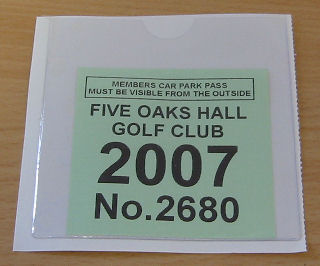 MEMBERS CAR PARK PASS
MUST BE VISIBLE FROM THE OUTSIDE
FIVE OAKS HALL
GOLF CLUB
2007
No.2680